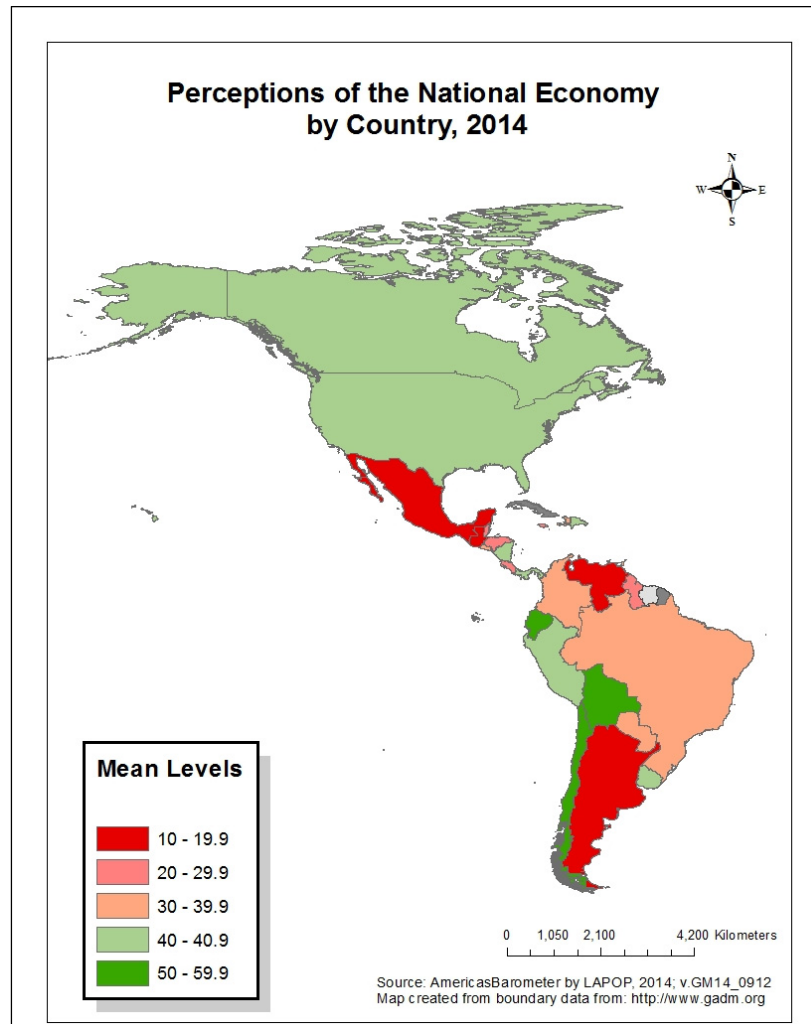 Perceptions of the National Economy
by Country, 2014
N
W E
S
Mean Levels
10 - 19.9
20 - 29.9
30 - 39.9
40 - 40.9
50 - 59.9
0 1,050 2,100 4,200 Kilometers
Source: AmericasBarometer by LAPOP, 2014; v.GM14_0912
Map created from boundary data from: http://www.gadm.org